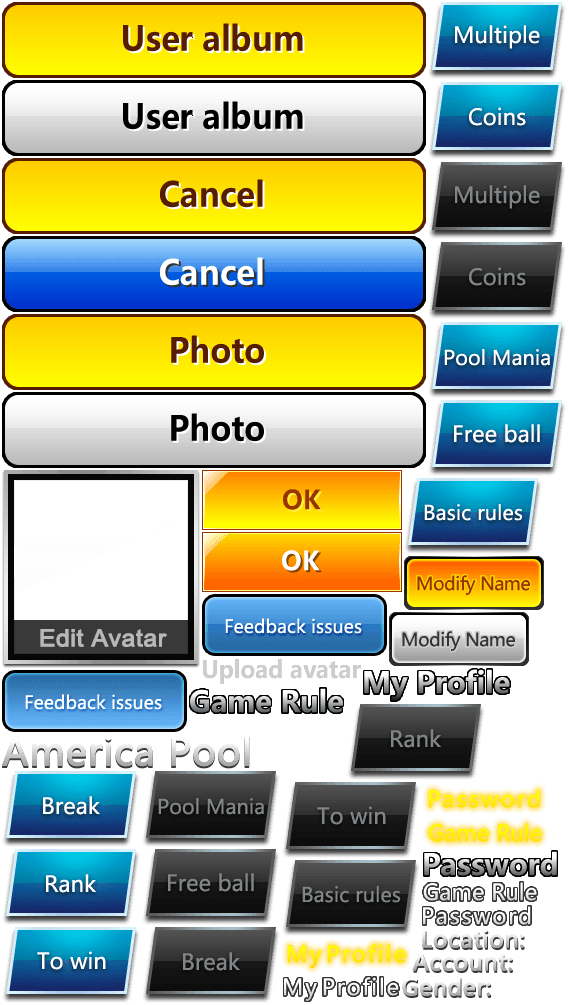 User album
Multiple
User album
Coins
Cancel
Multiple
Cancel
Coins
Photo
Pool Mania
Photo
Free ball
OK
Basic rules
OK
Modify Name
Edit Avatar
Feedback issues
Modify Name
Upload avatar
My Profile
Feedback issues
Game Rule
Rank
America Pool
Break
Pool Mania
To win
Password
Game Rule
Rank
Free ball
Basic rules
Password
Game Rule
Password
To win
Break
My Profile
Location:
Account:
My Profile
Gender: